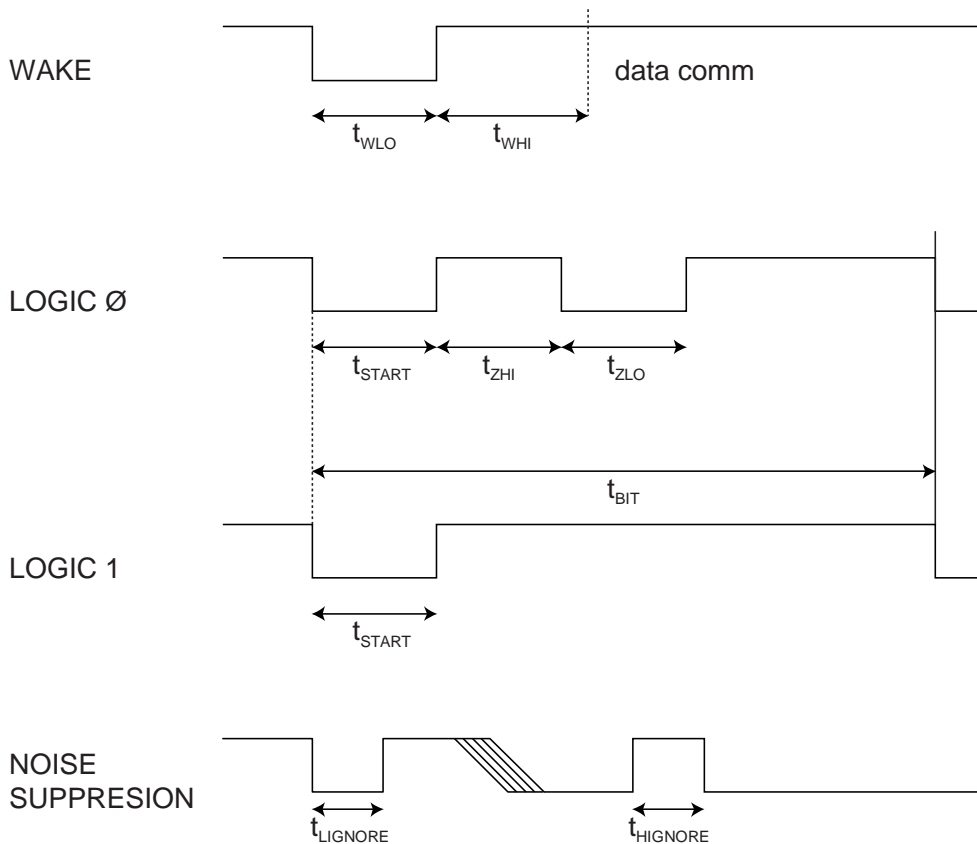 WAKE
data comm
tWLO
tWHI
LOGIC Ø
tSTART
tZHI
tZLO
tBIT
LOGIC 1
tSTART
NOISE
SUPPRESION
tLIGNORE
tHIGNORE